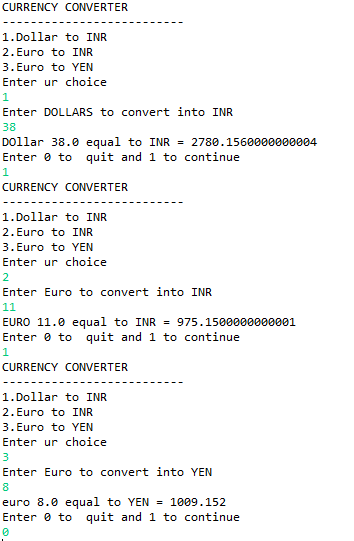 CURRENCY CONVERTER
--------------------------
1.Dollar to INR
2.Euro to INR
3.Euro to YEN
Enter ur choice
1
Enter DOLLARS to convert into INR
38
DOllar 38.0 equal to INR = 2780.1560000000004
Enter 0 to  quit and 1 to continue
1
CURRENCY CONVERTER
--------------------------
1.Dollar to INR
2.Euro to INR
3.Euro to YEN
Enter ur choice
2
Enter Euro to convert into INR
11
EURO 11.0 equal to INR = 975.1500000000001
Enter 0 to  quit and 1 to continue
1
CURRENCY CONVERTER
--------------------------
1.Dollar to INR
2.Euro to INR
3.Euro to YEN
Enter ur choice
3
Enter Euro to convert into YEN
8
euro 8.0 equal to YEN = 1009.152
Enter 0 to  quit and 1 to continue
0